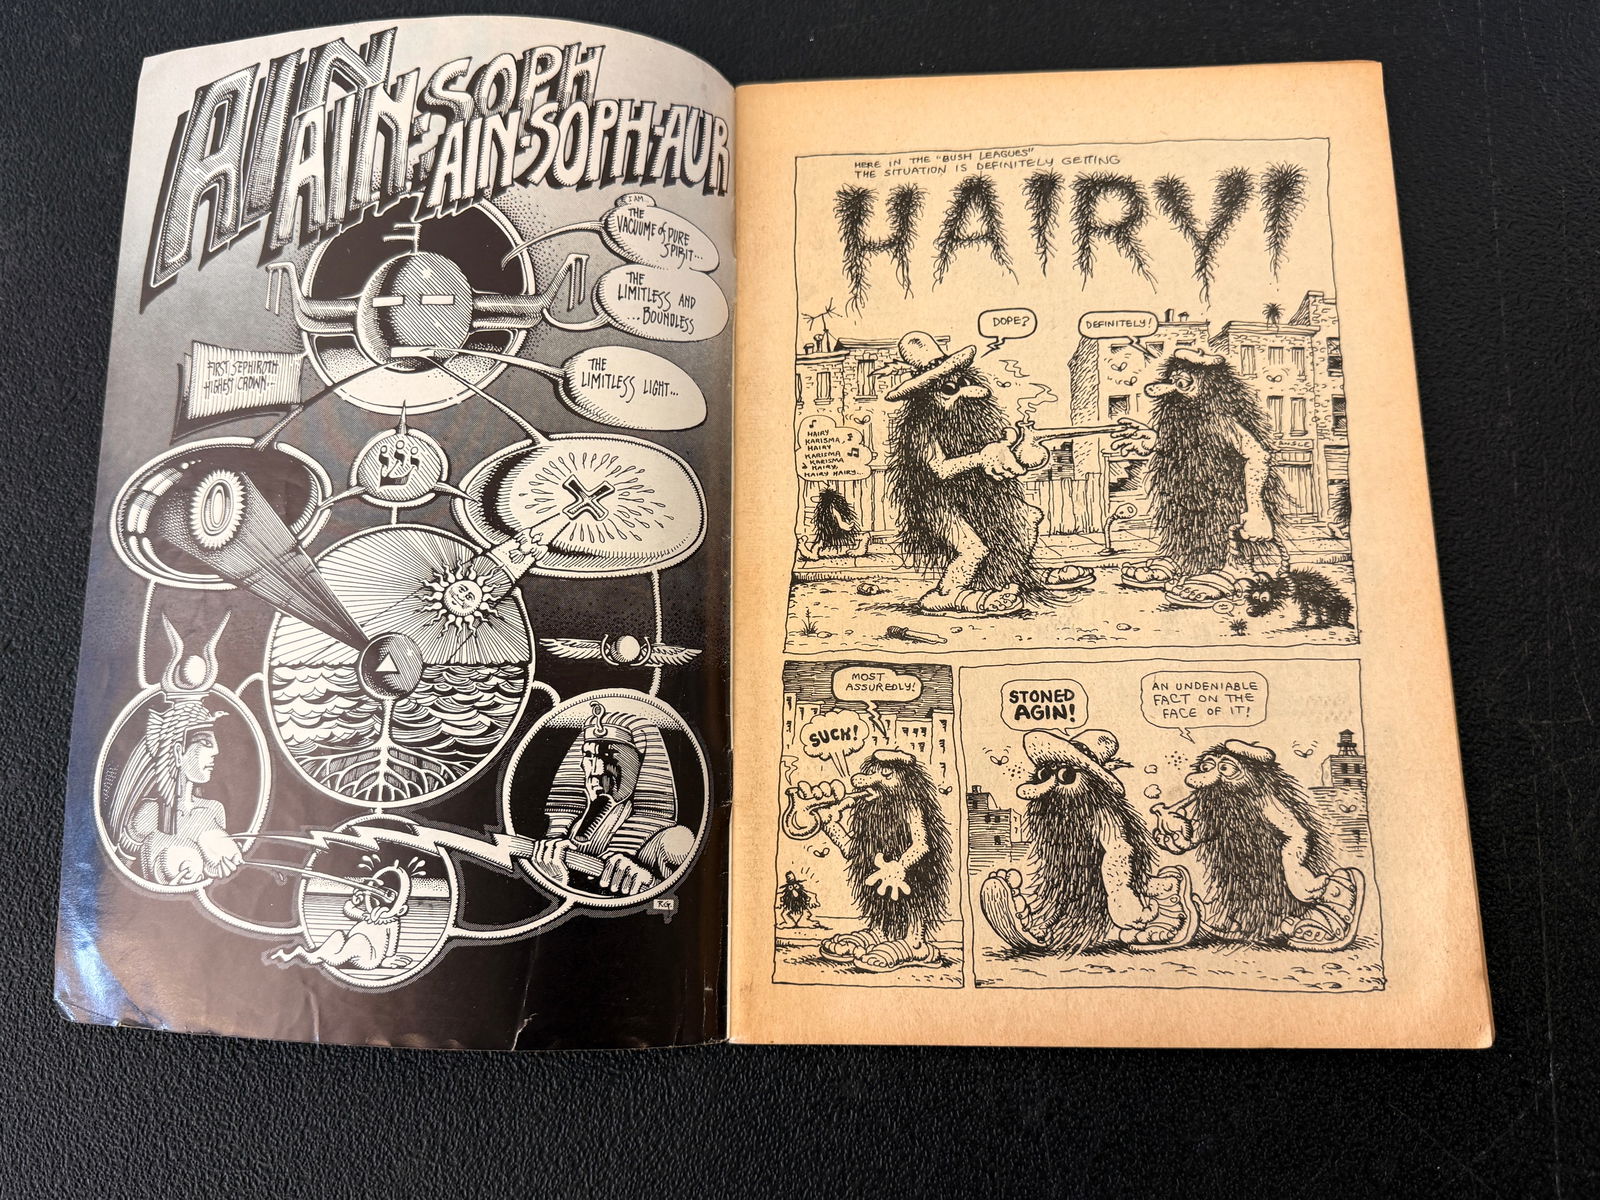 AIN
AIN-SOPH
AIN-SOPH-AUR
I AM...
THE
VACUUME of PURE
SPIRIT...
THE
LIMITLESS AND
...BOUNDLESS
THE
LIMITLESS LIGHT...
FIRST SEPHIROTH
HIGHEST CROWN...
O
X
R.G.
HERE IN THE "BUSH LEAGUES"
THE SITUATION IS DEFINITELY GETTING
HAIRY!
DOPE?
DEFINITELY!
HAIRY
KARISMA,
HAIRY
KARISMA
KARISMA
HAIRY,
HAIRY HAIRY...
MOST
ASSUREDLY!
SUCK!
STONED
AGIN!
AN UNDENIABLE
FACT ON THE
FACE OF IT!